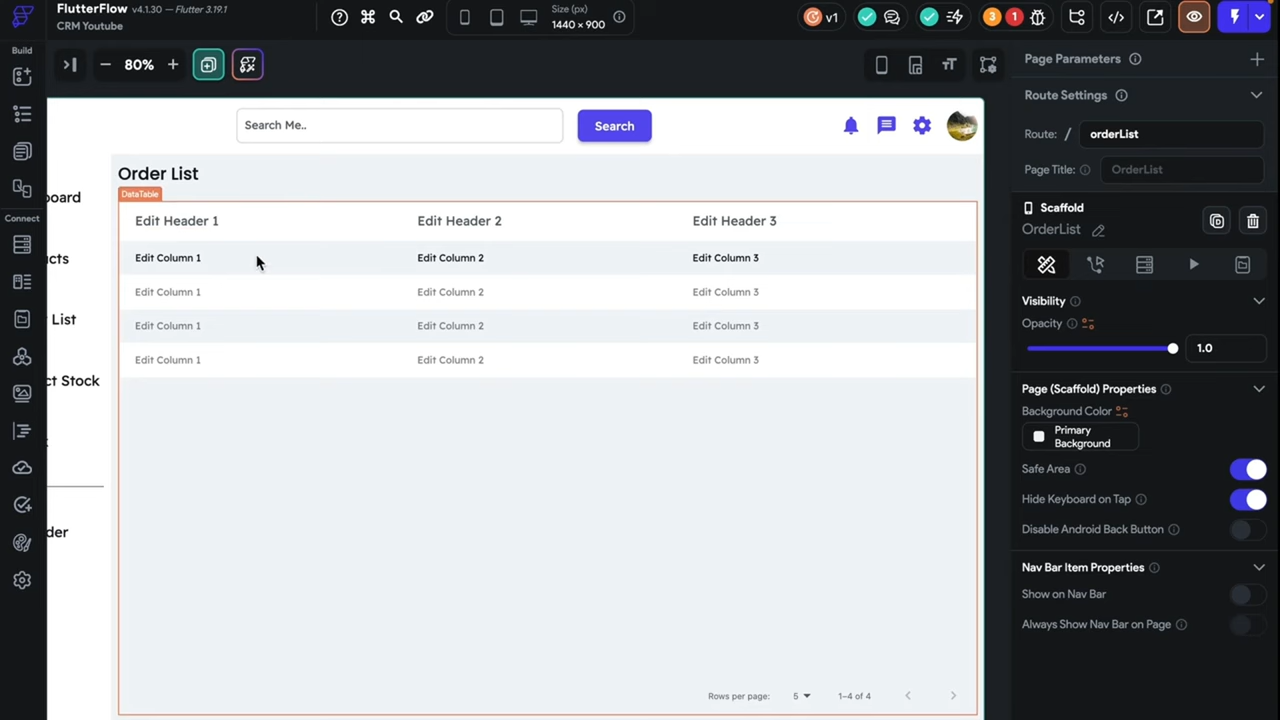 FlutterFlow v4.1.30 – Flutter 3.19.1
CRM Youtube
Size (px)
1440 × 900
v1
3
1
Build
Connect
80%
Search Me..
Search
board
cts
List
ct Stock
k
der
Order List
DataTable
Edit Header 1 Edit Header 2 Edit Header 3
Edit Column 1 Edit Column 2 Edit Column 3
Edit Column 1 Edit Column 2 Edit Column 3
Edit Column 1 Edit Column 2 Edit Column 3
Edit Column 1 Edit Column 2 Edit Column 3
Rows per page: 5 1–4 of 4
Page Parameters
Route Settings
Route: / orderList
Page Title: OrderList
Scaffold
OrderList
Visibility
Opacity
1.0
Page (Scaffold) Properties
Background Color
Primary
Background
Safe Area
Hide Keyboard on Tap
Disable Android Back Button
Nav Bar Item Properties
Show on Nav Bar
Always Show Nav Bar on Page